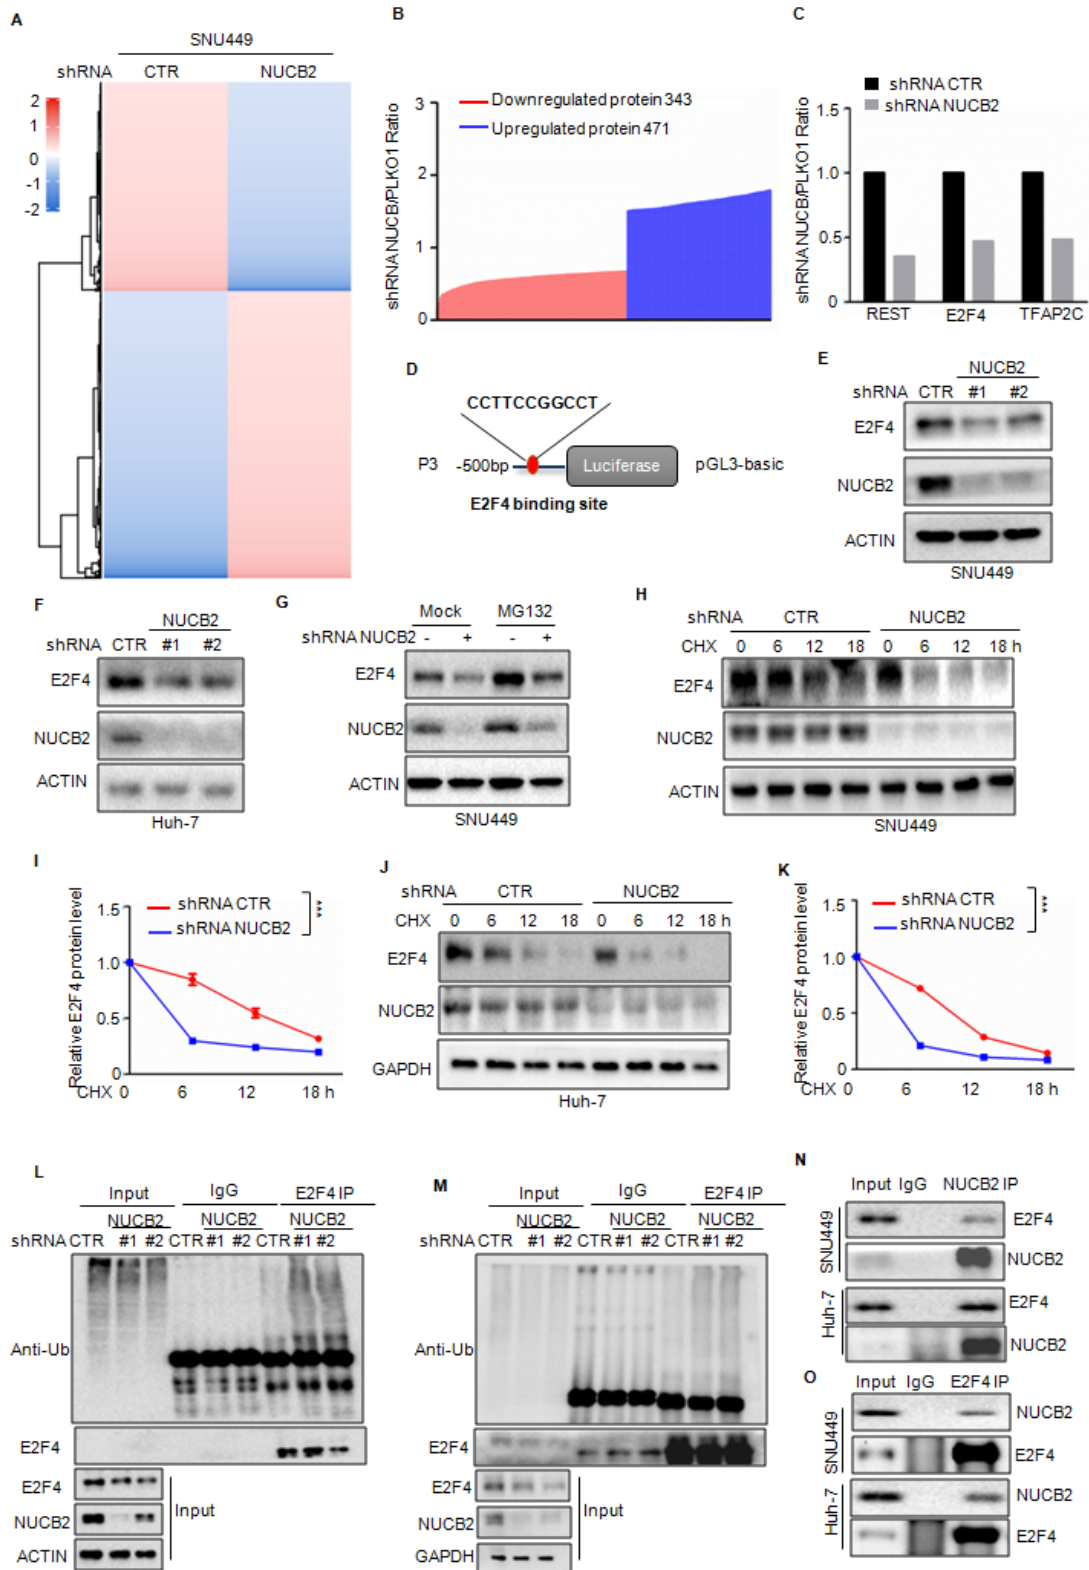 A
SNU449
shRNA CTR NUCB2
2
1
0
-1
-2
B
shRNA NUCB/PLKO1 Ratio
3
2
1
0
Downregulated protein 343
Upregulated protein 471
C
shRNA NUCB/PLKO1 Ratio
shRNA CTR
shRNA NUCB2
1.5
1.0
0.5
0
REST E2F4 TFAP2C
D
CCTTCCGGCCT
P3 -500bp Luciferase pGL3-basic
E2F4 binding site
E
NUCB2
shRNA CTR #1 #2
E2F4
NUCB2
ACTIN
SNU449
F
NUCB2
shRNA CTR #1 #2
E2F4
NUCB2
ACTIN
Huh-7
G
Mock MG132
shRNA NUCB2 - + - +
E2F4
NUCB2
ACTIN
SNU449
H
shRNA CTR NUCB2
CHX 0 6 12 18 0 6 12 18 h
E2F4
NUCB2
ACTIN
SNU449
I
Relative E2F4 protein level
1.5
1.0
0.5
0
shRNA CTR
shRNA NUCB2
***
CHX 0 6 12 18 h
J
shRNA CTR NUCB2
CHX 0 6 12 18 0 6 12 18 h
E2F4
NUCB2
GAPDH
Huh-7
K
Relative E2F4 protein level
1.5
1.0
0.5
0
shRNA CTR
shRNA NUCB2
***
CHX 0 6 12 18 h
L
Input IgG E2F4 IP
NUCB2 NUCB2 NUCB2
shRNA CTR #1 #2 CTR #1 #2 CTR #1 #2
Anti-Ub
E2F4
E2F4
NUCB2
ACTIN
Input
M
Input IgG E2F4 IP
NUCB2 NUCB2 NUCB2
shRNA CTR #1 #2 CTR #1 #2 CTR #1 #2
Anti-Ub
E2F4
E2F4
NUCB2
GAPDH
Input
N
Input IgG NUCB2 IP
SNU449
E2F4
NUCB2
Huh-7
E2F4
NUCB2
O
Input IgG E2F4 IP
SNU449
NUCB2
E2F4
Huh-7
NUCB2
E2F4